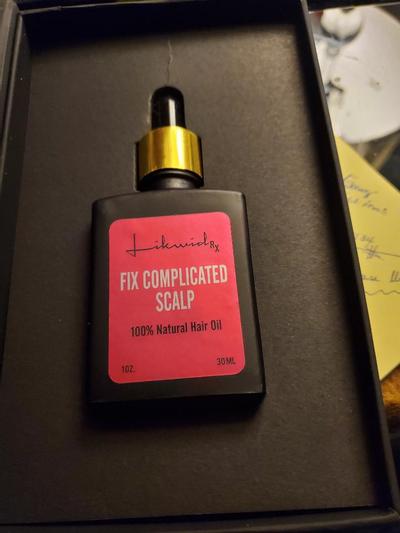 Likwid Rx
FIX COMPLICATED
SCALP
100% Natural Hair Oil
1OZ. 30ML